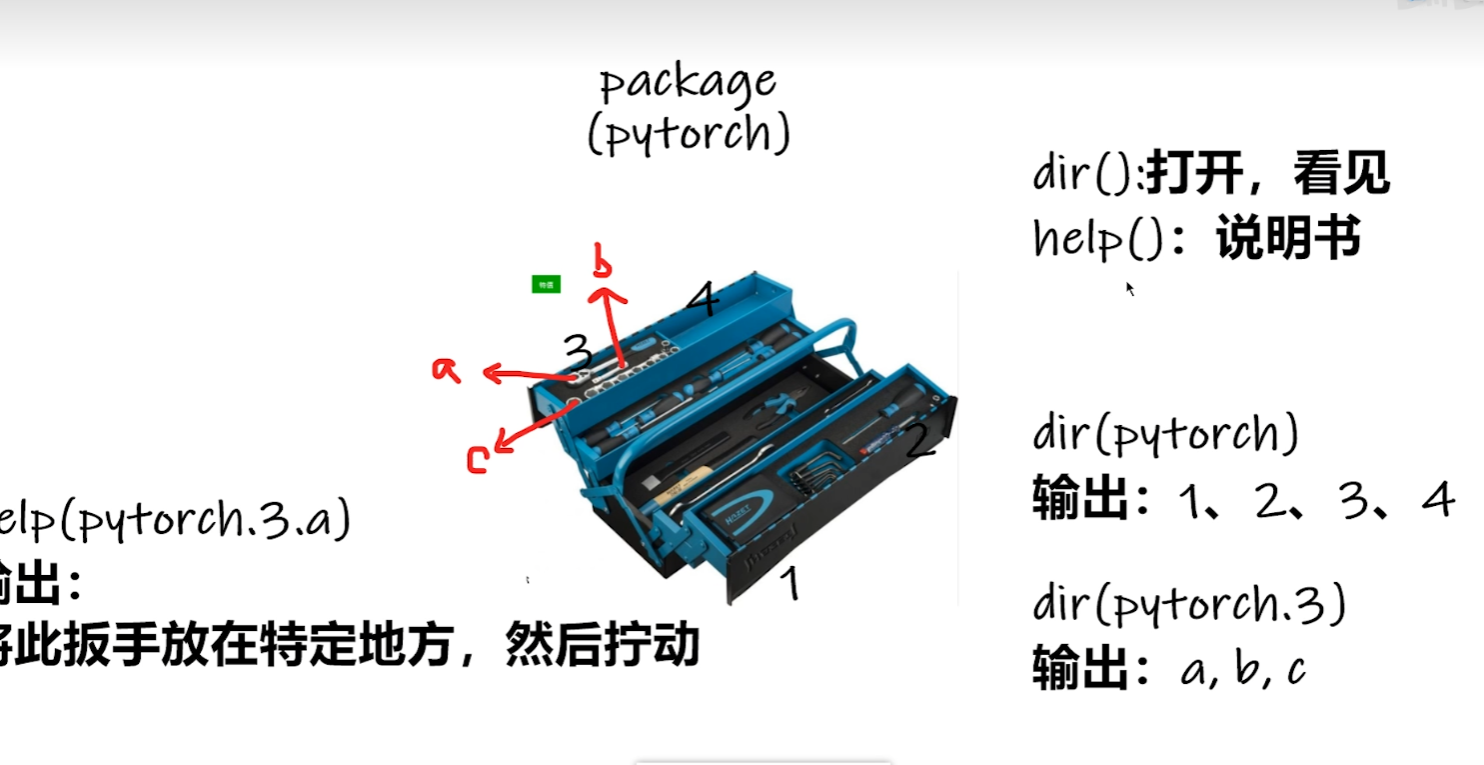 package
(pytorch)
dir():打开，看见
help()：说明书
b
4
3
a
c
2
1
HAZET
dir(pytorch)
输出：1、2、3、4
dir(pytorch.3)
输出：a, b, c
elp(pytorch.3.a)
出：
此扳手放在特定地方，然后拧动